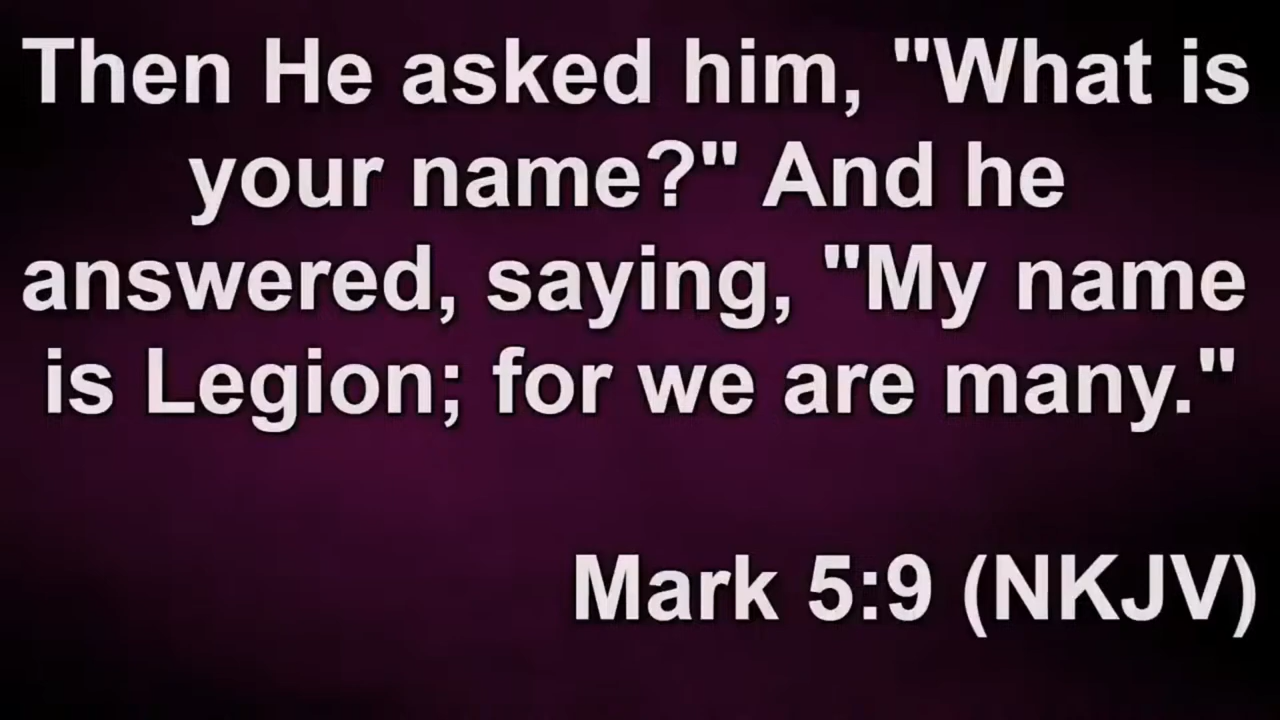 Then He asked him, "What is
your name?" And he
answered, saying, "My name
is Legion; for we are many."
Mark 5:9 (NKJV)